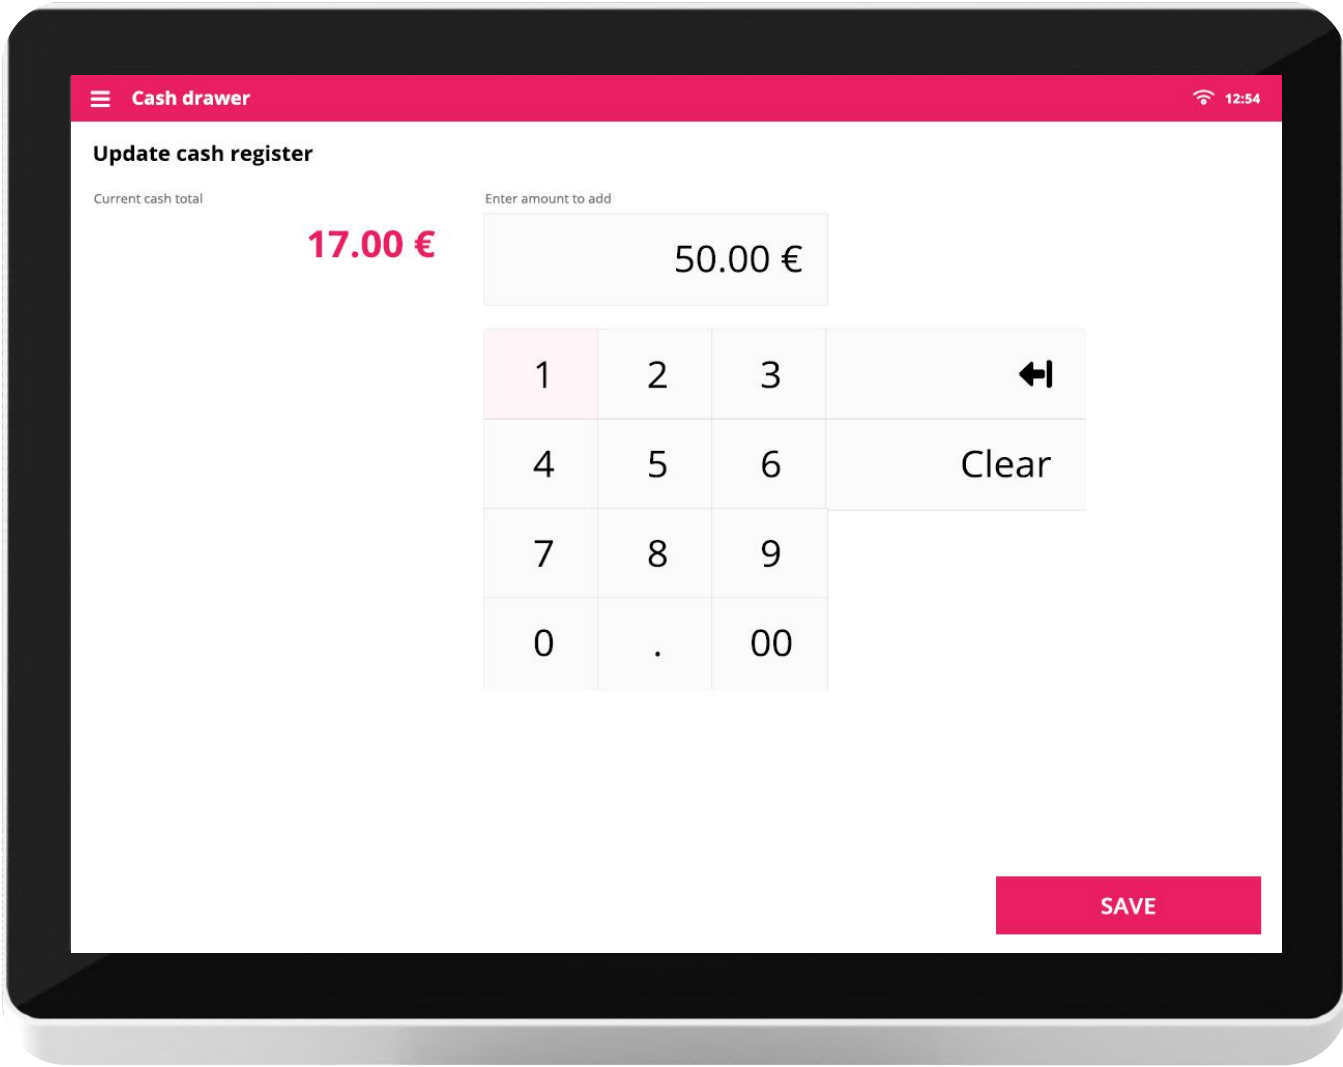 Cash drawer
12:54
Update cash register
Current cash total
Enter amount to add
17.00 €
50.00 €
1 2 3
4 5 6 Clear
7 8 9
0 . 00
SAVE